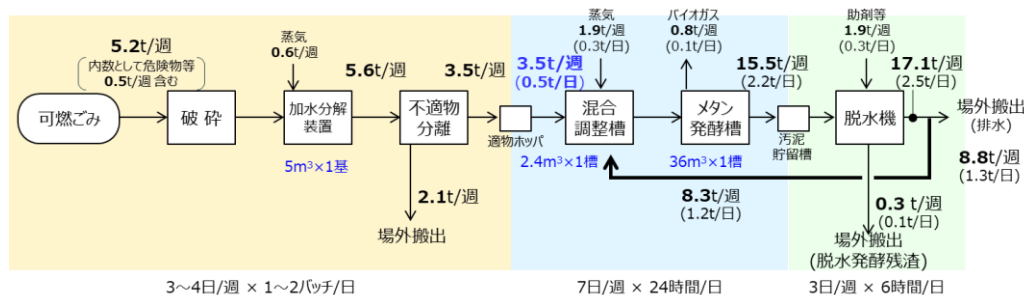 5.2t/週
内数として危険物等
0.5t/週 含む
可燃ごみ
破 砕
蒸気
0.6t/週
加水分解
装置
5m³×1基
5.6t/週
不適物
分離
3.5t/週
2.1t/週
場外搬出
適物ホッパ
3.5t/週
(0.5t/日)
蒸気
1.9t/週
(0.3t/日)
混合
調整槽
2.4m³×1槽
バイオガス
0.8t/週
(0.1t/日)
メタン
発酵槽
36m³×1槽
15.5t/週
(2.2t/日)
汚泥
貯留槽
8.3t/週
(1.2t/日)
助剤等
1.9t/週
(0.3t/日)
脱水機
17.1t/週
(2.5t/日)
場外搬出
(排水)
8.8t/週
(1.3t/日)
0.3 t/週
(0.1t/日)
場外搬出
(脱水発酵残渣)
3～4日/週 × 1～2バッチ/日
7日/週 × 24時間/日
3日/週 × 6時間/日